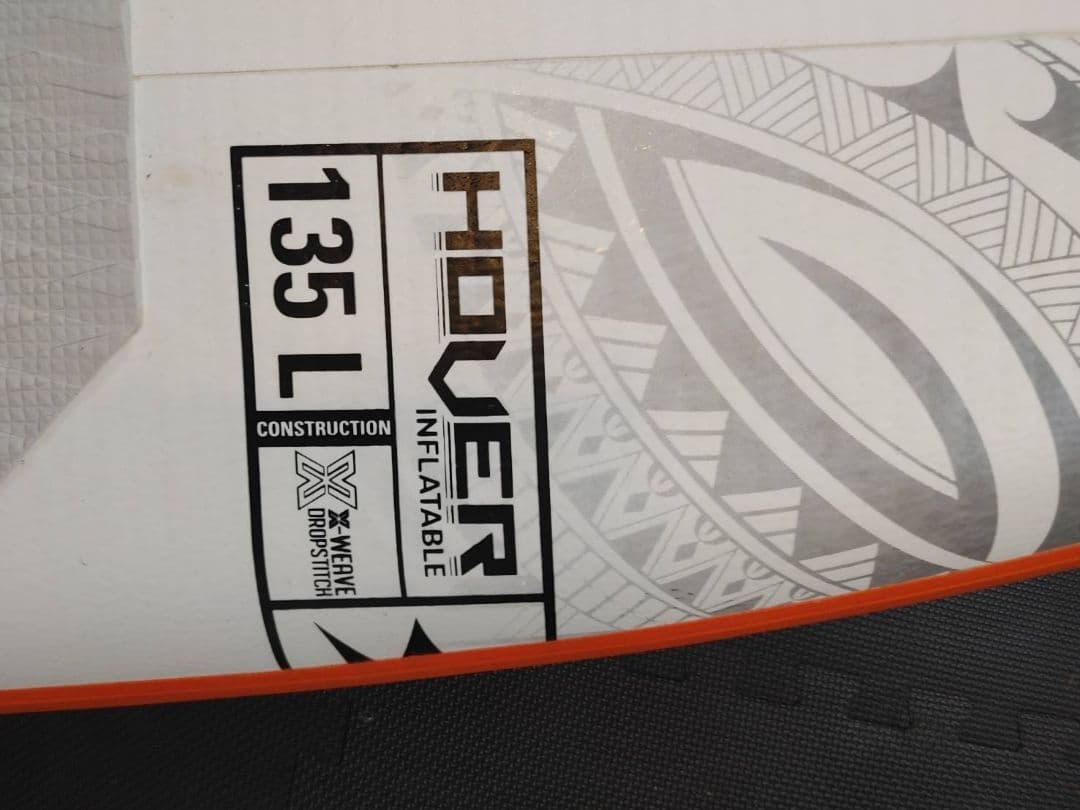 HOVER
INFLATABLE
135 L
CONSTRUCTION
X-WEAVE
DROPSTITCH